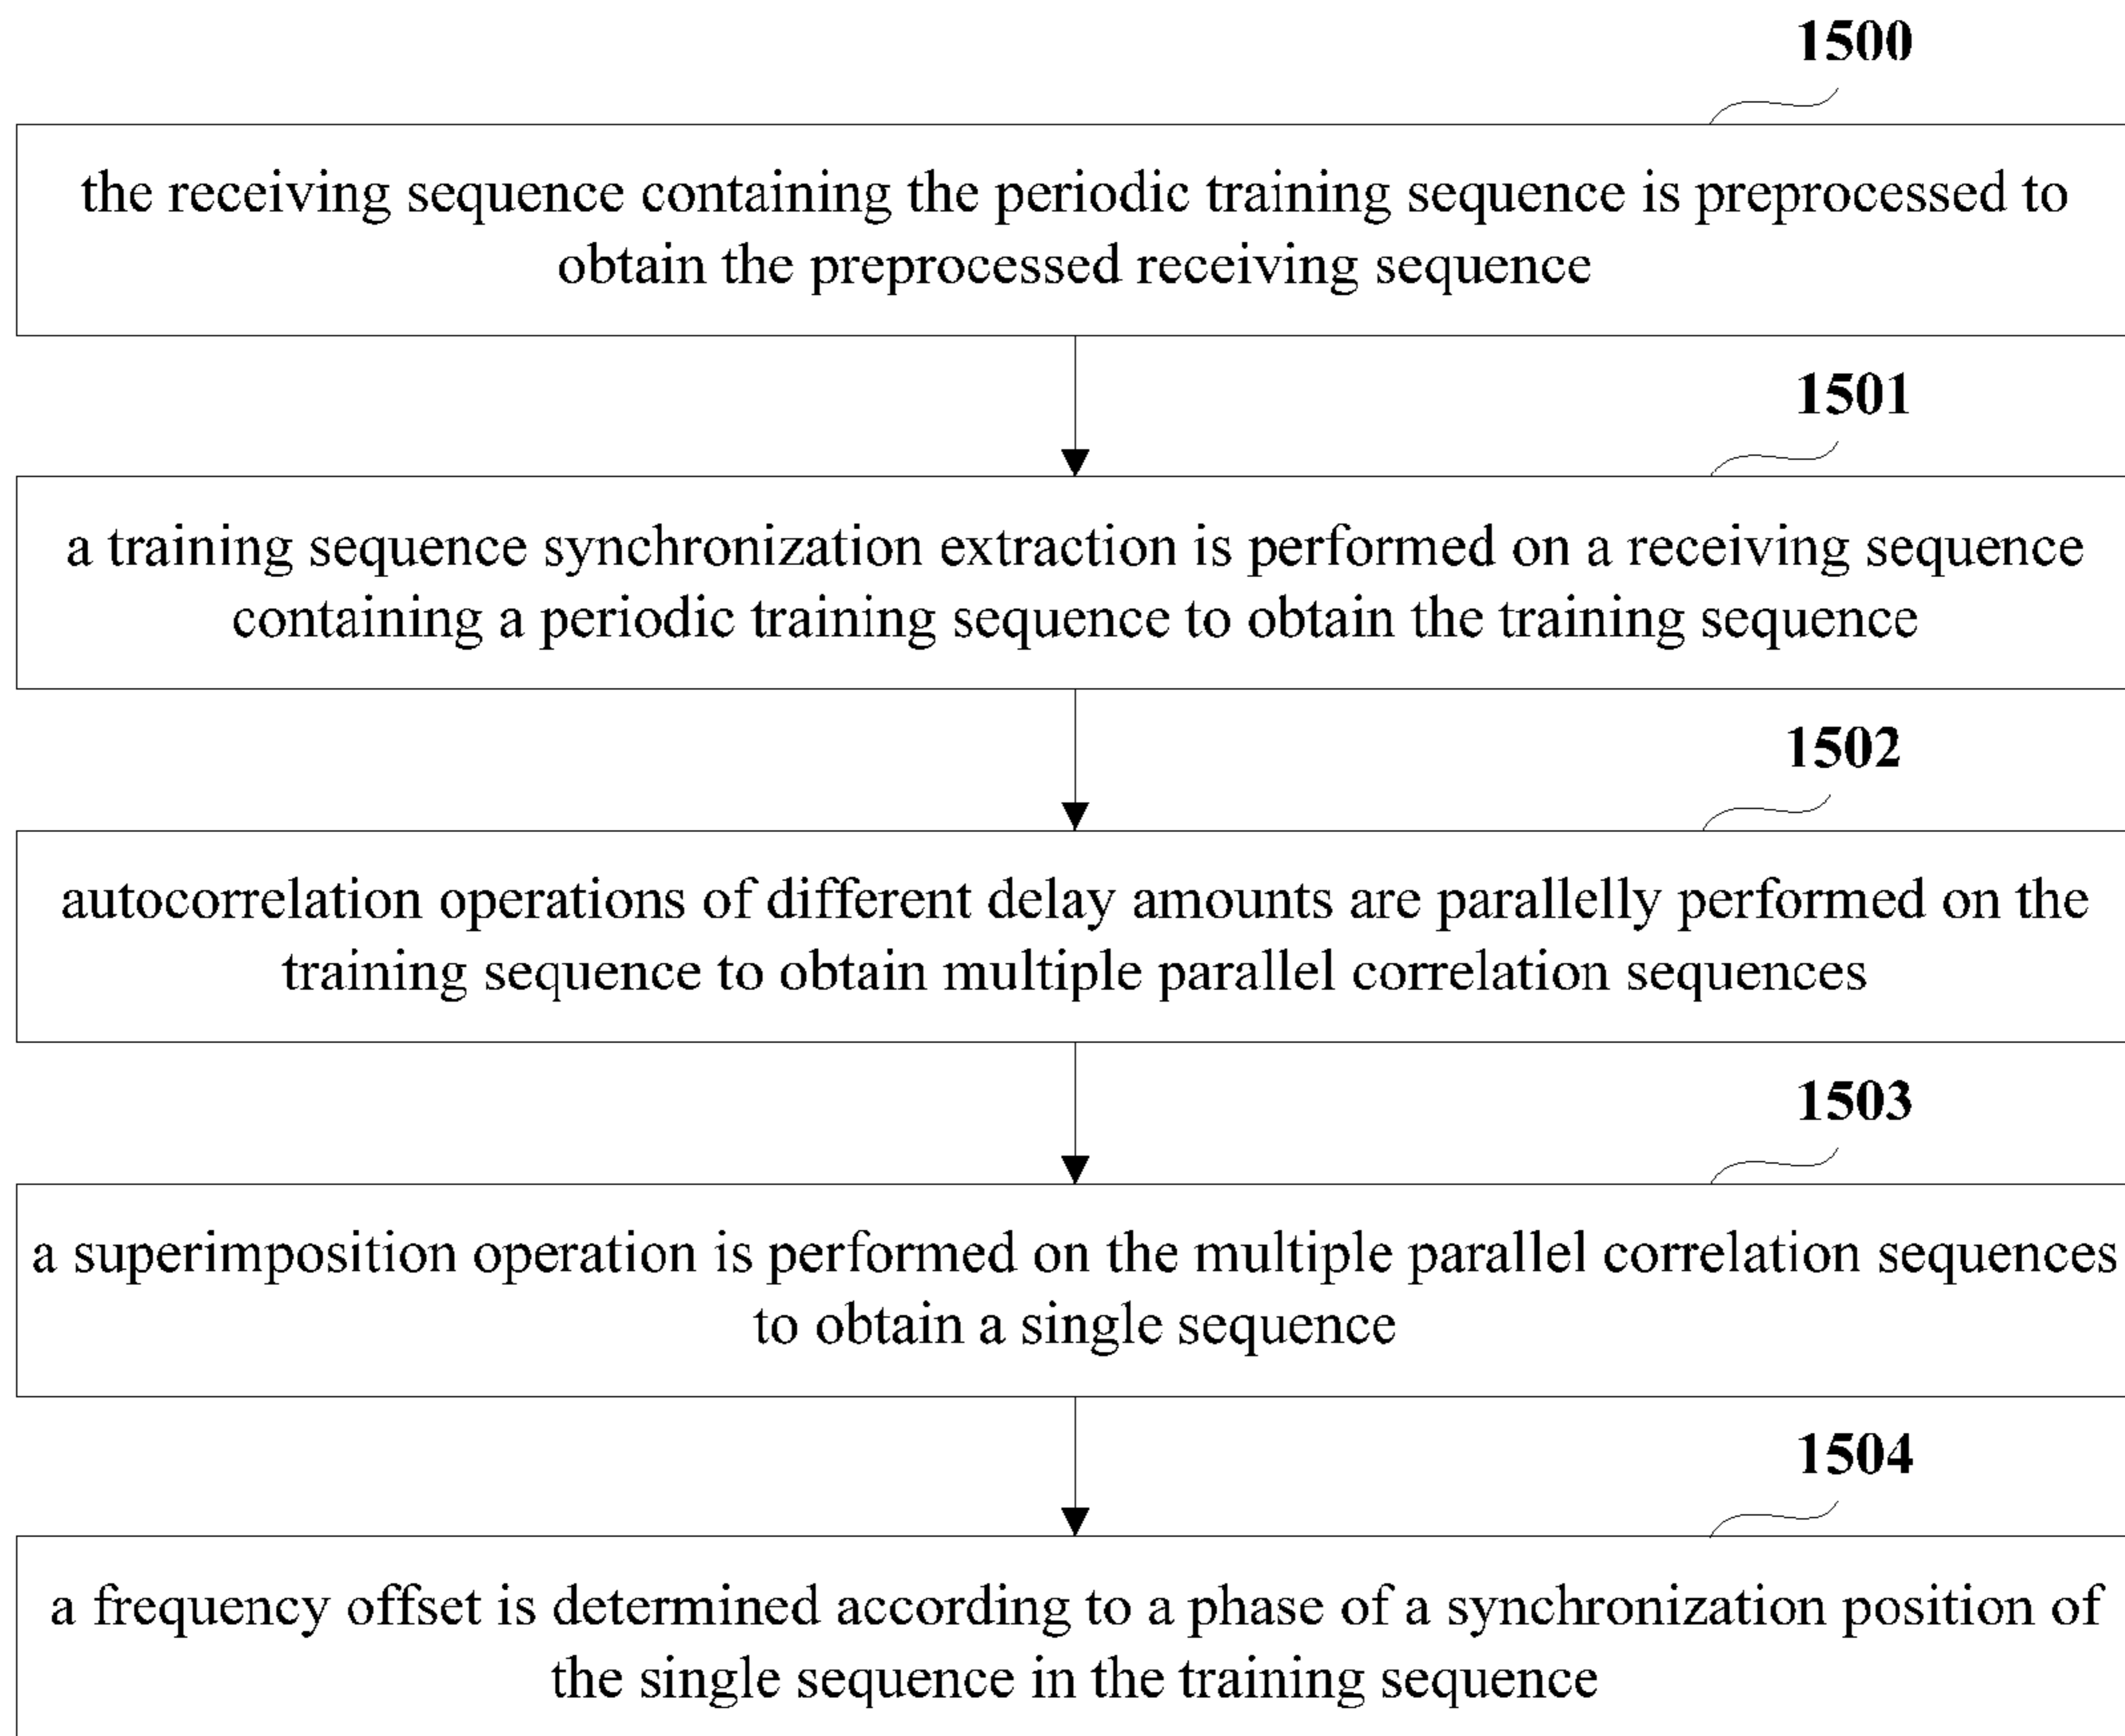 1500
the receiving sequence containing the periodic training sequence is preprocessed to
obtain the preprocessed receiving sequence
1501
a training sequence synchronization extraction is performed on a receiving sequence
containing a periodic training sequence to obtain the training sequence
1502
autocorrelation operations of different delay amounts are parallelly performed on the
training sequence to obtain multiple parallel correlation sequences
1503
a superimposition operation is performed on the multiple parallel correlation sequences
to obtain a single sequence
1504
a frequency offset is determined according to a phase of a synchronization position of
the single sequence in the training sequence